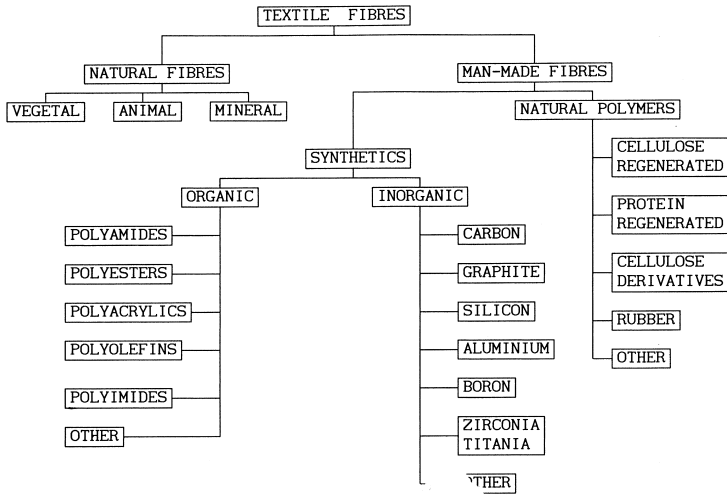 TEXTILE FIBRES
NATURAL FIBRES
MAN-MADE FIBRES
VEGETAL
ANIMAL
MINERAL
NATURAL POLYMERS
SYNTHETICS
CELLULOSE
REGENERATED
ORGANIC
INORGANIC
PROTEIN
REGENERATED
POLYAMIDES
CARBON
POLYESTERS
GRAPHITE
CELLULOSE
DERIVATIVES
POLYACRYLICS
SILICON
RUBBER
POLYOLEFINS
ALUMINIUM
OTHER
POLYIMIDES
BORON
OTHER
ZIRCONIA
TITANIA